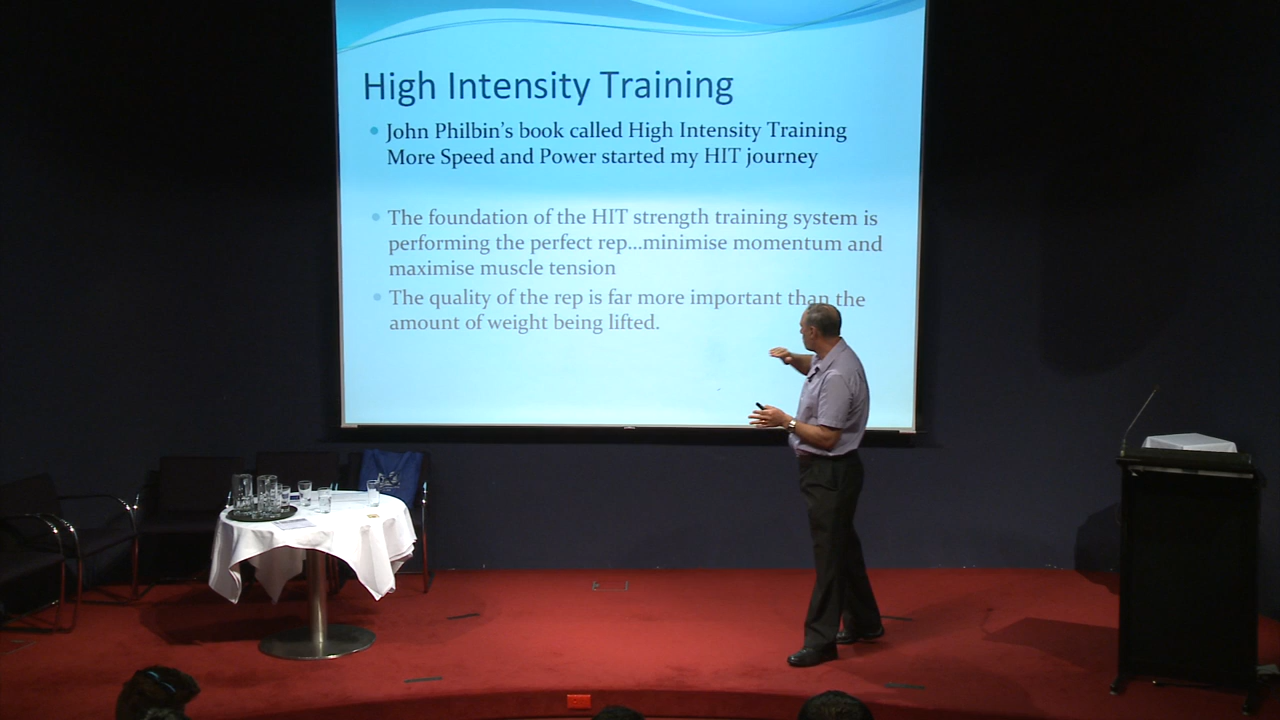 High Intensity Training
John Philbin's book called High Intensity Training
More Speed and Power started my HIT journey
The foundation of the HIT strength training system is
performing the perfect rep...minimise momentum and
maximise muscle tension
The quality of the rep is far more important than the
amount of weight being lifted.